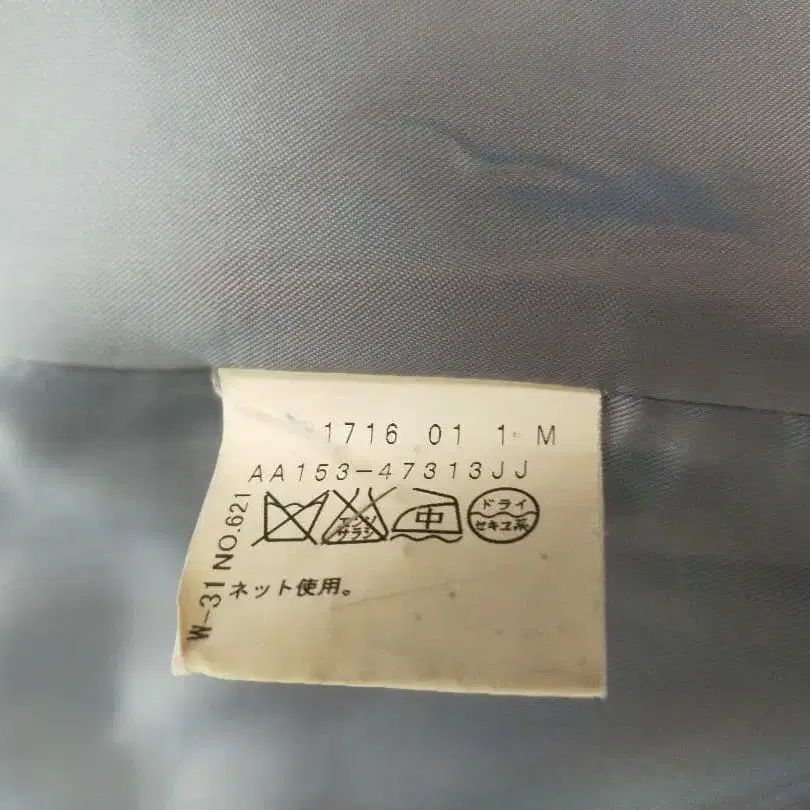 1716 01 1 M
AA153-47313JJ
エンソ
サラシ
中
ドライ
セキユ系
ネット使用。
W-31 NO.621